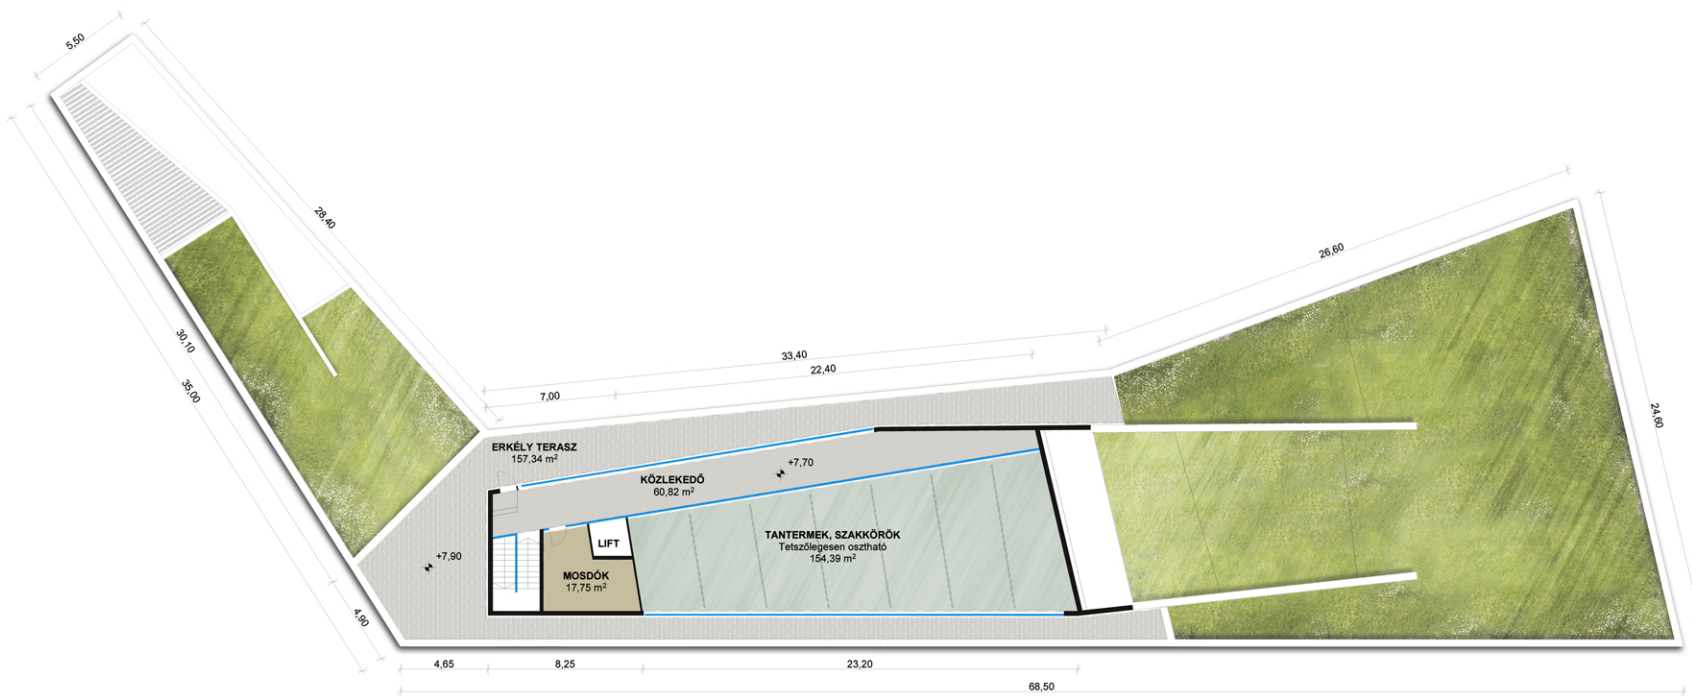 5,50
28,40
26,60
30,10
35,00
33,40
22,40
7,00
24,60
ERKÉLY TERASZ
157,34 m²
+7,70
KÖZLEKEDŐ
60,82 m²
TANTERMEK, SZAKKÖRÖK
Tetszőlegesen osztható
154,39 m²
LIFT
+7,90
MOSDÓK
17,75 m²
4,90
4,65
8,25
23,20
68,50